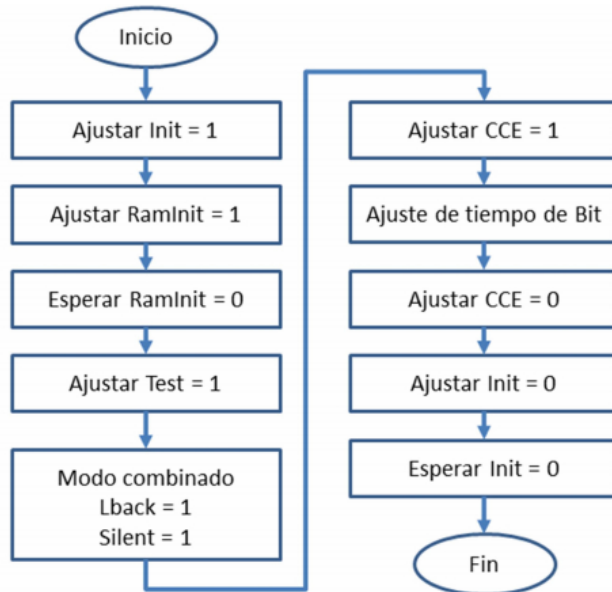 Inicio
Ajustar Init = 1
Ajustar RamInit = 1
Esperar RamInit = 0
Ajustar Test = 1
Modo combinado
Lback = 1
Silent = 1
Ajustar CCE = 1
Ajuste de tiempo de Bit
Ajustar CCE = 0
Ajustar Init = 0
Esperar Init = 0
Fin